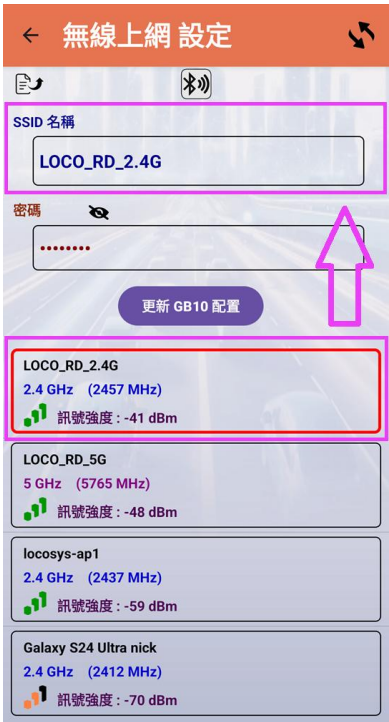 無線上網 設定
SSID 名稱
LOCO_RD_2.4G
密碼
••••••••
更新 GB10 配置
LOCO_RD_2.4G
2.4 GHz (2457 MHz)
訊號強度 : -41 dBm
LOCO_RD_5G
5 GHz (5765 MHz)
訊號強度 : -48 dBm
locosys-ap1
2.4 GHz (2437 MHz)
訊號強度 : -59 dBm
Galaxy S24 Ultra nick
2.4 GHz (2412 MHz)
訊號強度 : -70 dBm